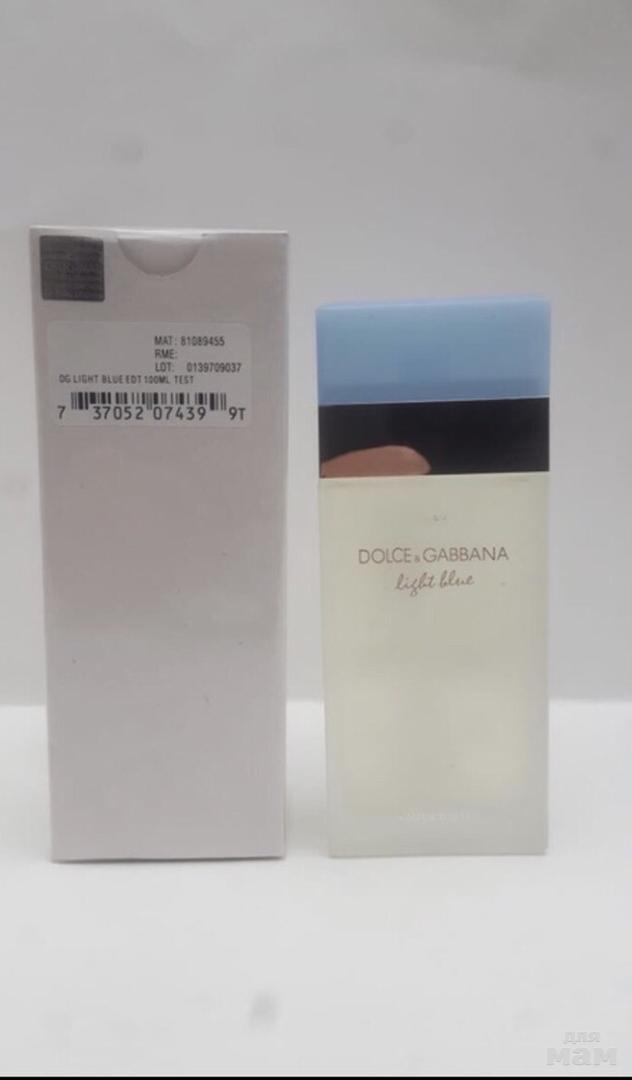 MAT: 81089455
RME:
LOT: 0139709037
DG LIGHT BLUE EDT 100ML TEST
7 37052 07439 9T
DOLCE & GABBANA
light blue
для
мам